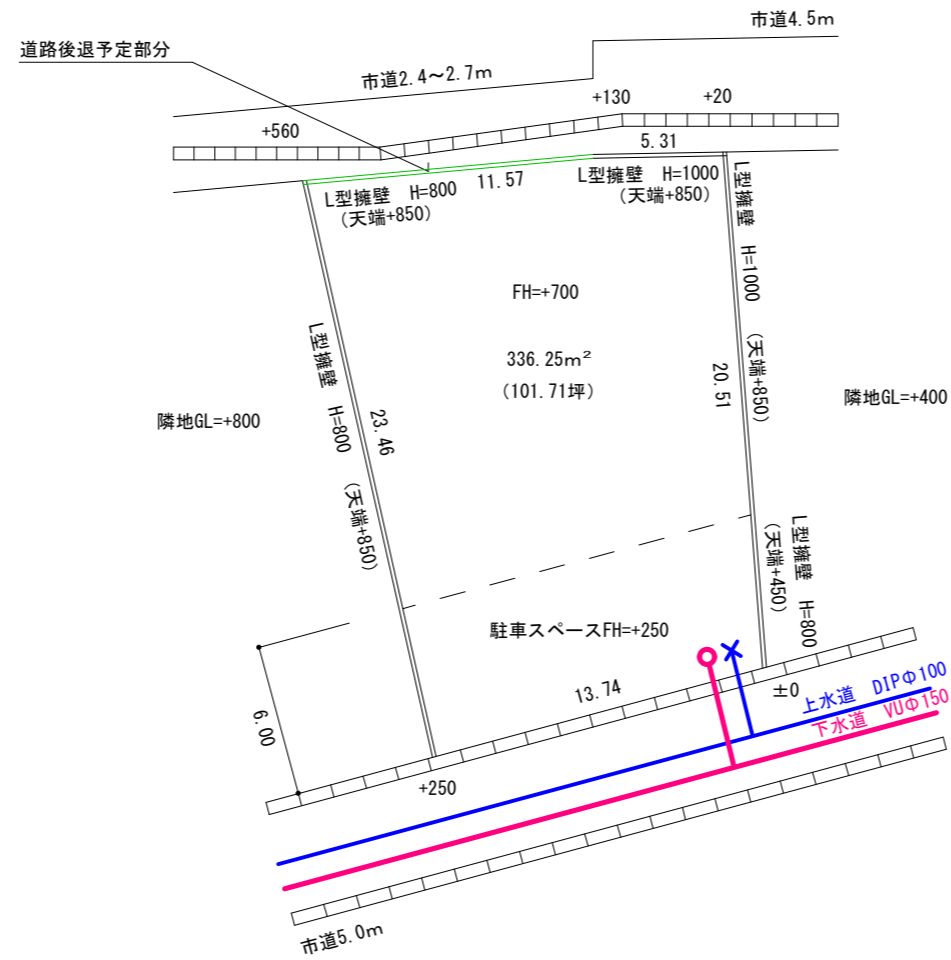 市道4.5m
道路後退予定部分
市道2.4～2.7m
+130
+20
+560
5.31
L型擁壁 H=800
(天端+850)
11.57
L型擁壁 H=1000
(天端+850)
L型擁壁 H=1000 (天端+850)
FH=+700
336.25m²
(101.71坪)
20.51
L型擁壁 H=800 (天端+850)
23.46
隣地GL=+800
隣地GL=+400
L型擁壁 H=800
(天端+450)
駐車スペースFH=+250
6.00
13.74
±0
上水道 DIPΦ100
下水道 VUΦ150
+250
市道5.0m